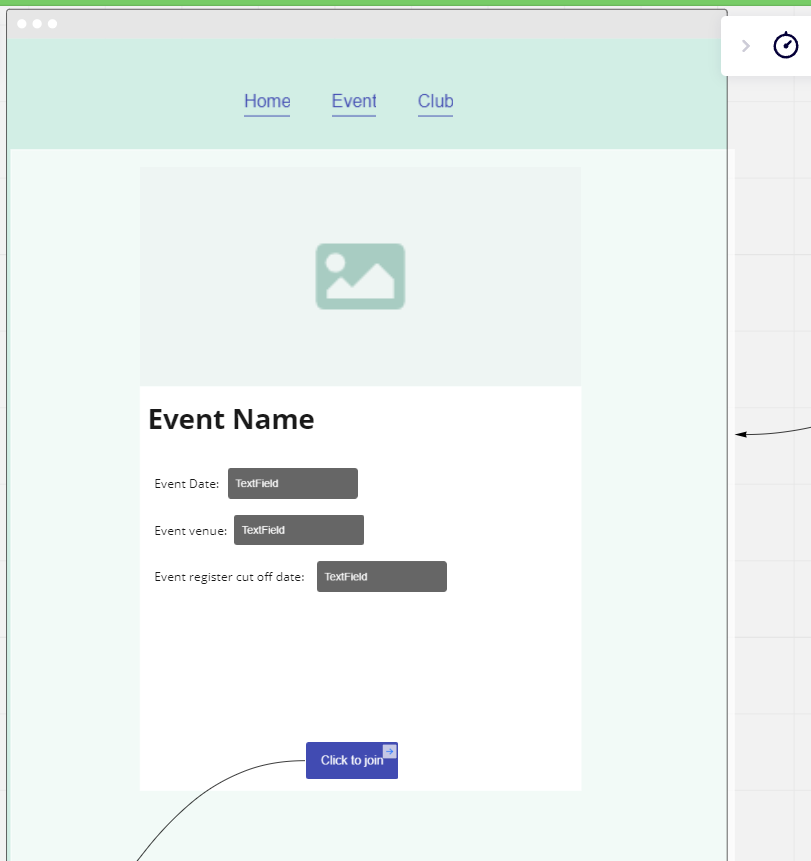 Home Event Club
Event Name
Event Date: TextField
Event venue: TextField
Event register cut off date: TextField
Click to join